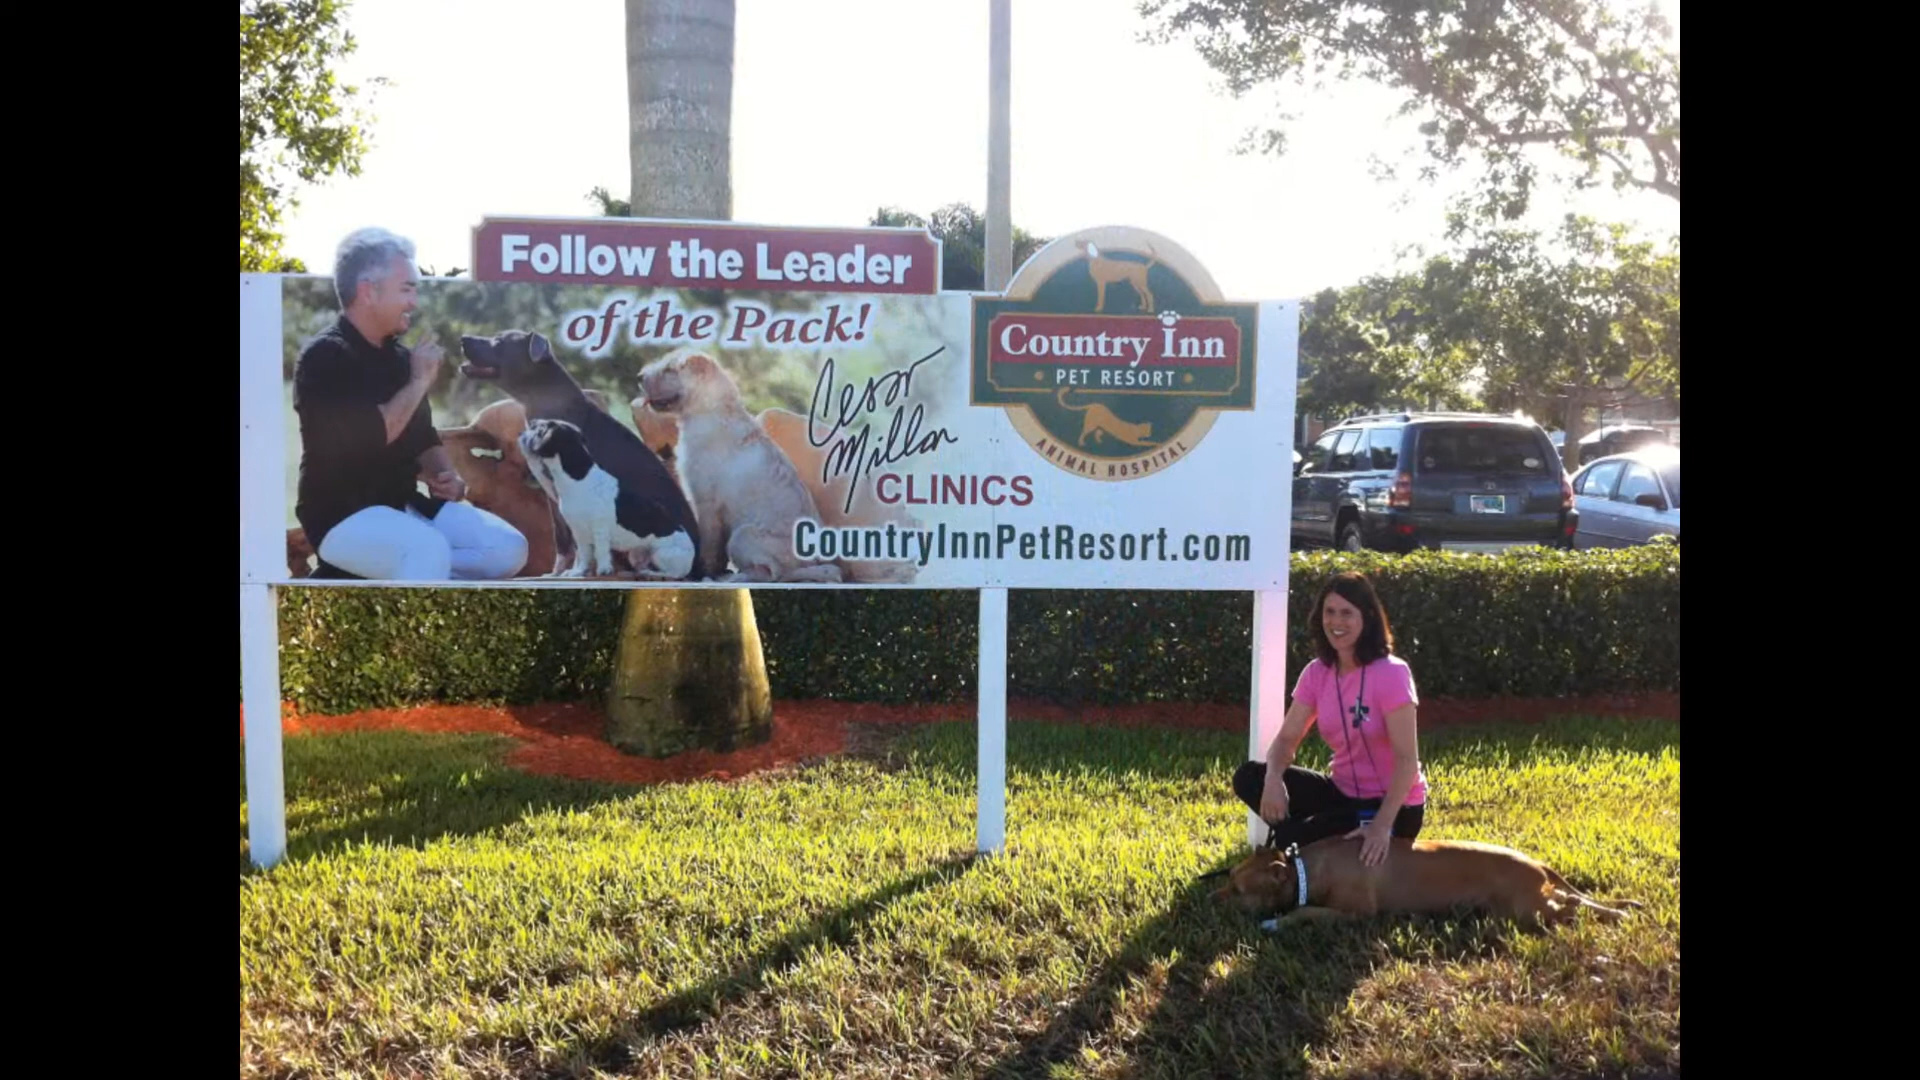 Follow the Leader
of the Pack!
Cesar
Millan
CLINICS
CountryInnPetResort.com
Country Inn
PET RESORT
ANIMAL HOSPITAL